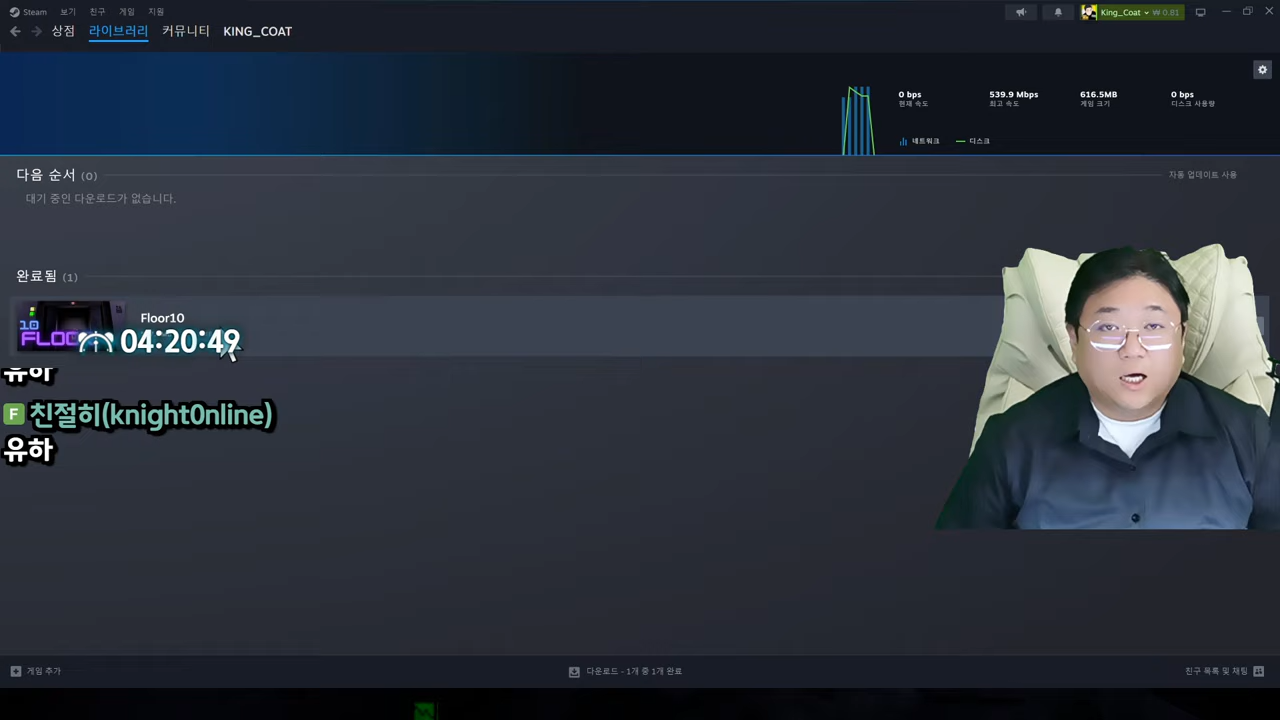 Steam 보기 친구 게임 지원
King_Coat ₩ 0.81
상점 라이브러리 커뮤니티 KING_COAT
0 bps 539.9 Mbps 616.5MB 0 bps
현재 속도 최고 속도 게임 크기 디스크 사용량
네트워크 디스크
다음 순서 (0) 자동 업데이트 사용
대기 중인 다운로드가 없습니다.
완료됨 (1)
Floor10
10
FLOO
04:20:49
유하
F 친절히(knight0nline)
유하
게임 추가 다운로드 - 1개 중 1개 완료 친구 목록 및 채팅